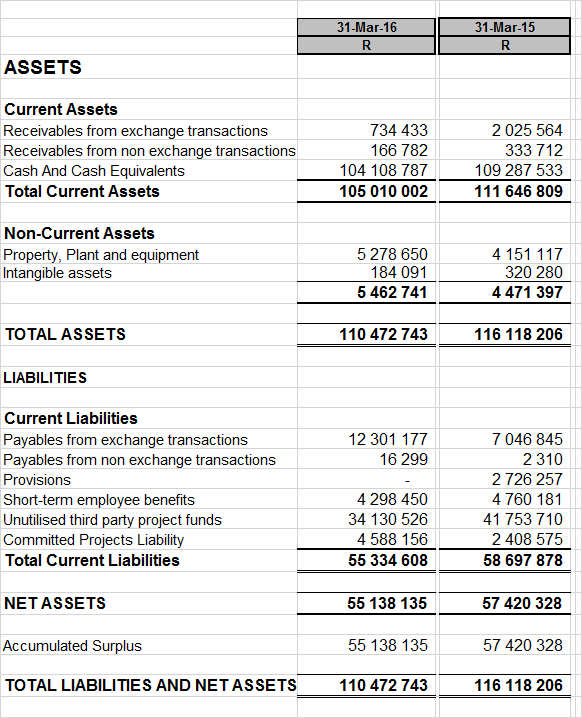 31-Mar-16 31-Mar-15
R R
ASSETS
Current Assets
Receivables from exchange transactions 734 433 2 025 564
Receivables from non exchange transactions 166 782 333 712
Cash And Cash Equivalents 104 108 787 109 287 533
Total Current Assets 105 010 002 111 646 809
Non-Current Assets
Property, Plant and equipment 5 278 650 4 151 117
Intangible assets 184 091 320 280
5 462 741 4 471 397
TOTAL ASSETS 110 472 743 116 118 206
LIABILITIES
Current Liabilities
Payables from exchange transactions 12 301 177 7 046 845
Payables from non exchange transactions 16 299 2 310
Provisions - 2 726 257
Short-term employee benefits 4 298 450 4 760 181
Unutilised third party project funds 34 130 526 41 753 710
Committed Projects Liability 4 588 156 2 408 575
Total Current Liabilities 55 334 608 58 697 878
NET ASSETS 55 138 135 57 420 328
Accumulated Surplus 55 138 135 57 420 328
TOTAL LIABILITIES AND NET ASSETS 110 472 743 116 118 206